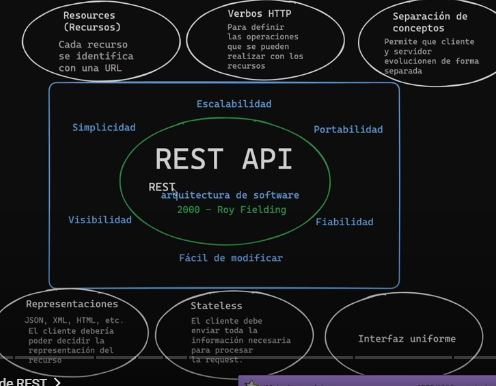 Resources
(Recursos)
Cada recurso
se identifica
con una URL
Verbos HTTP
Para definir
las operaciones
que se pueden
realizar con los
recursos
Separación de
conceptos
Permite que cliente
y servidor
evolucionen de forma
separada
Escalabilidad
Simplicidad
Portabilidad
REST API
REST
arquitectura de software
2000 - Roy Fielding
Visibilidad
Fiabilidad
Fácil de modificar
Representaciones
JSON, XML, HTML, etc.
El cliente debería
poder decidir la
representación del
recurso
Stateless
El cliente debe
enviar toda la
información necesaria
para procesar
la request.
Interfaz uniforme
de REST >